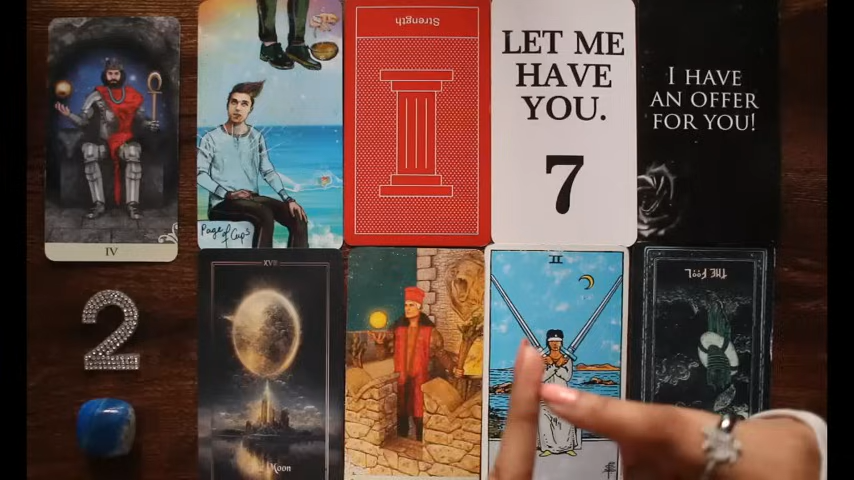 IV
Page of Cups
Strength
LET ME
HAVE
YOU.
7
I HAVE
AN OFFER
FOR YOU!
2
The Moon
II
THE FOOL